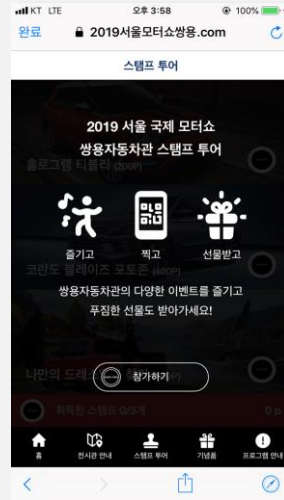 KT LTE 오후 3:58 100%
완료 2019서울모터쇼쌍용.com
스탬프 투어
2019 서울 국제 모터쇼
쌍용자동차관 스탬프 투어
홀로그램 티볼리 (200P)
즐기고 찍고 선물받고
코란도 블레이즈 포토존 (400P)
쌍용자동차관의 다양한 이벤트를 즐기고
푸짐한 선물도 받아가세요!
나만의 드레스
참가하기
획득한 스탬프 0/3개 0 p
홈 전시관 안내 스탬프 투어 기념품 프로그램 안내